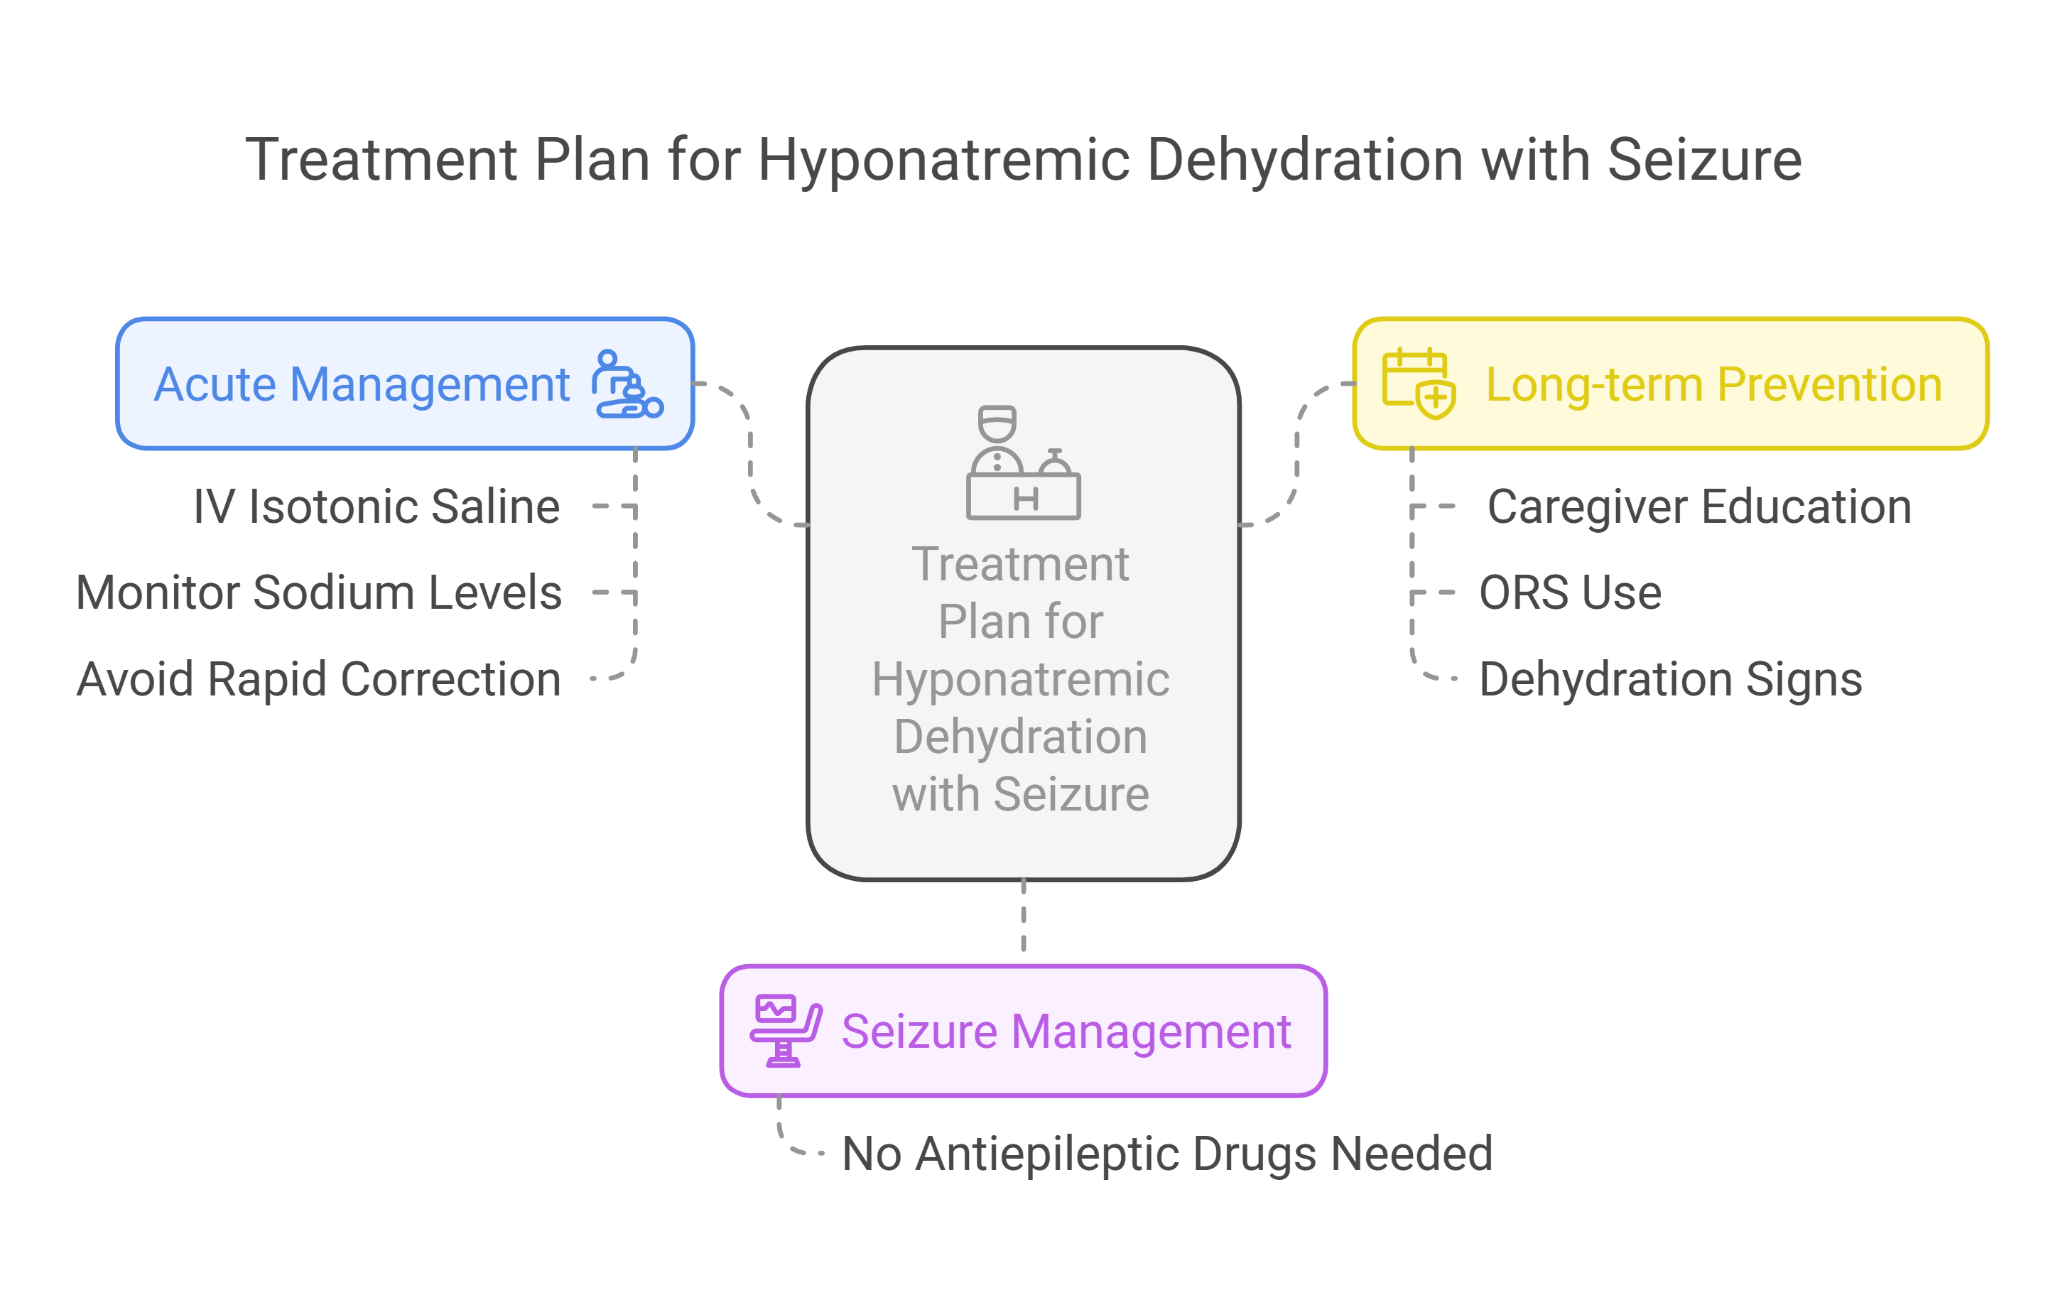 Treatment Plan for Hyponatremic Dehydration with Seizure
Acute Management
IV Isotonic Saline
Monitor Sodium Levels
Avoid Rapid Correction
H
Treatment
Plan for
Hyponatremic
Dehydration
with Seizure
Long-term Prevention
Caregiver Education
ORS Use
Dehydration Signs
Seizure Management
No Antiepileptic Drugs Needed